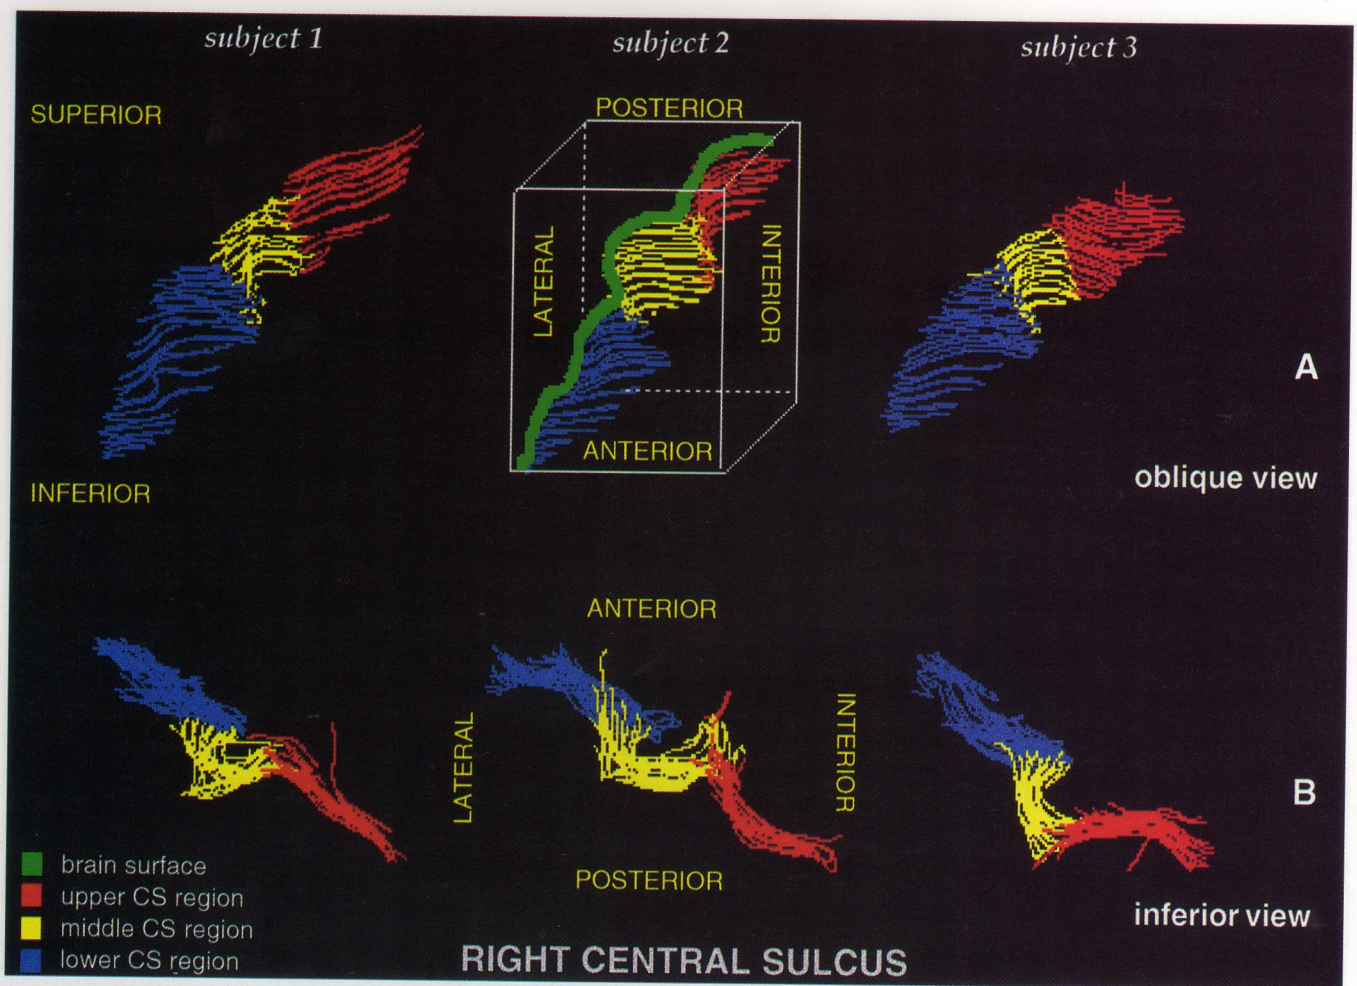 subject 1
subject 2
subject 3
SUPERIOR
POSTERIOR
LATERAL
INTERIOR
A
ANTERIOR
oblique view
INFERIOR
ANTERIOR
LATERAL
INTERIOR
B
brain surface
upper CS region
POSTERIOR
middle CS region
inferior view
lower CS region
RIGHT CENTRAL SULCUS